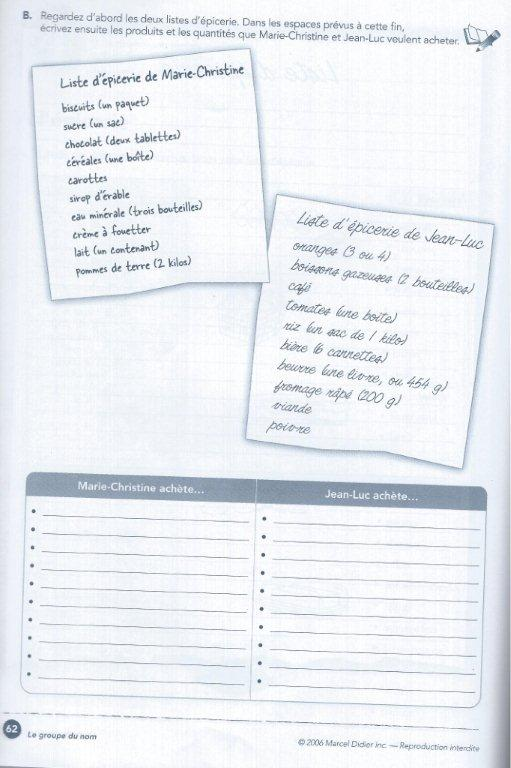 B. Regardez d'abord les deux listes d'épicerie. Dans les espaces prévus à cette fin,
écrivez ensuite les produits et les quantités que Marie-Christine et Jean-Luc veulent acheter.
Liste d'épicerie de Marie-Christine
biscuits (un paquet)
sucre (un sac)
chocolat (deux tablettes)
céréales (une boîte)
carottes
sirop d'érable
eau minérale (trois bouteilles)
crème à fouetter
lait (un contenant)
pommes de terre (2 kilos)
Liste d'épicerie de Jean-Luc
oranges (3 ou 4)
boissons gazeuses (2 bouteilles)
café
tomates (une boîte)
riz (un sac de 1 kilo)
bière (6 cannettes)
beurre (une livre, ou 454 g)
fromage râpé (200 g)
viande
poivre
Marie-Christine achète...
Jean-Luc achète...
62
Le groupe du nom
© 2006 Marcel Didier inc. — Reproduction interdite